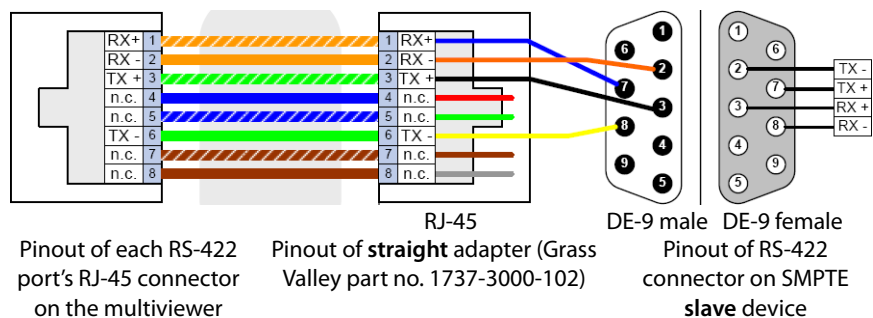 RX+ 1
RX - 2
TX + 3
n.c. 4
n.c. 5
TX - 6
n.c. 7
n.c. 8
1 RX+
2 RX -
3 TX +
4 n.c.
5 n.c.
6 TX -
7 n.c.
8 n.c.
1
6
2
7
3
8
4
9
5
1
6
2
7
3
8
4
9
5
TX -
TX +
RX +
RX -
RJ-45
DE-9 male
DE-9 female
Pinout of each RS-422
port's RJ-45 connector
on the multiviewer
Pinout of straight adapter (Grass
Valley part no. 1737-3000-102)
Pinout of RS-422
connector on SMPTE
slave device